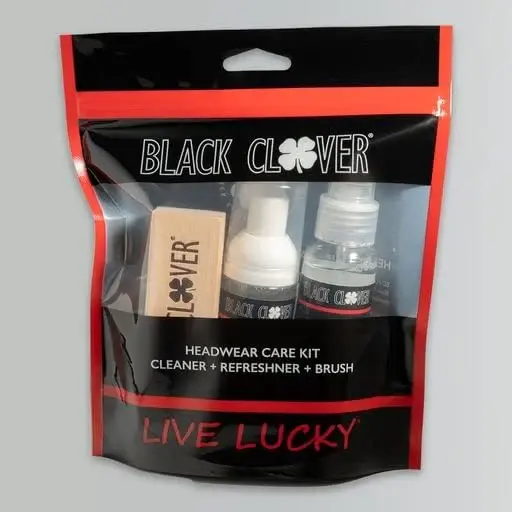 BLACK CLOVER®
CLOVER®
BLACK CLOVER
BLACK CLOVER
HEADWEAR CARE KIT
CLEANER + REFRESHNER + BRUSH
LIVE LUCKY®